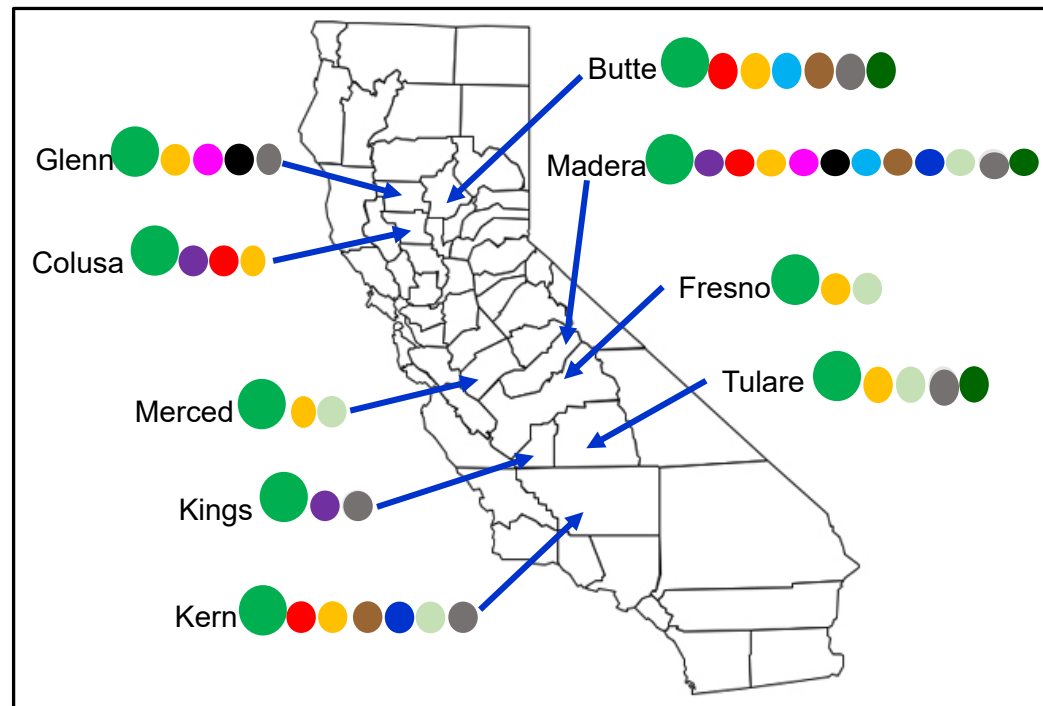 Butte
Glenn
Madera
Colusa
Fresno
Tulare
Merced
Kings
Kern